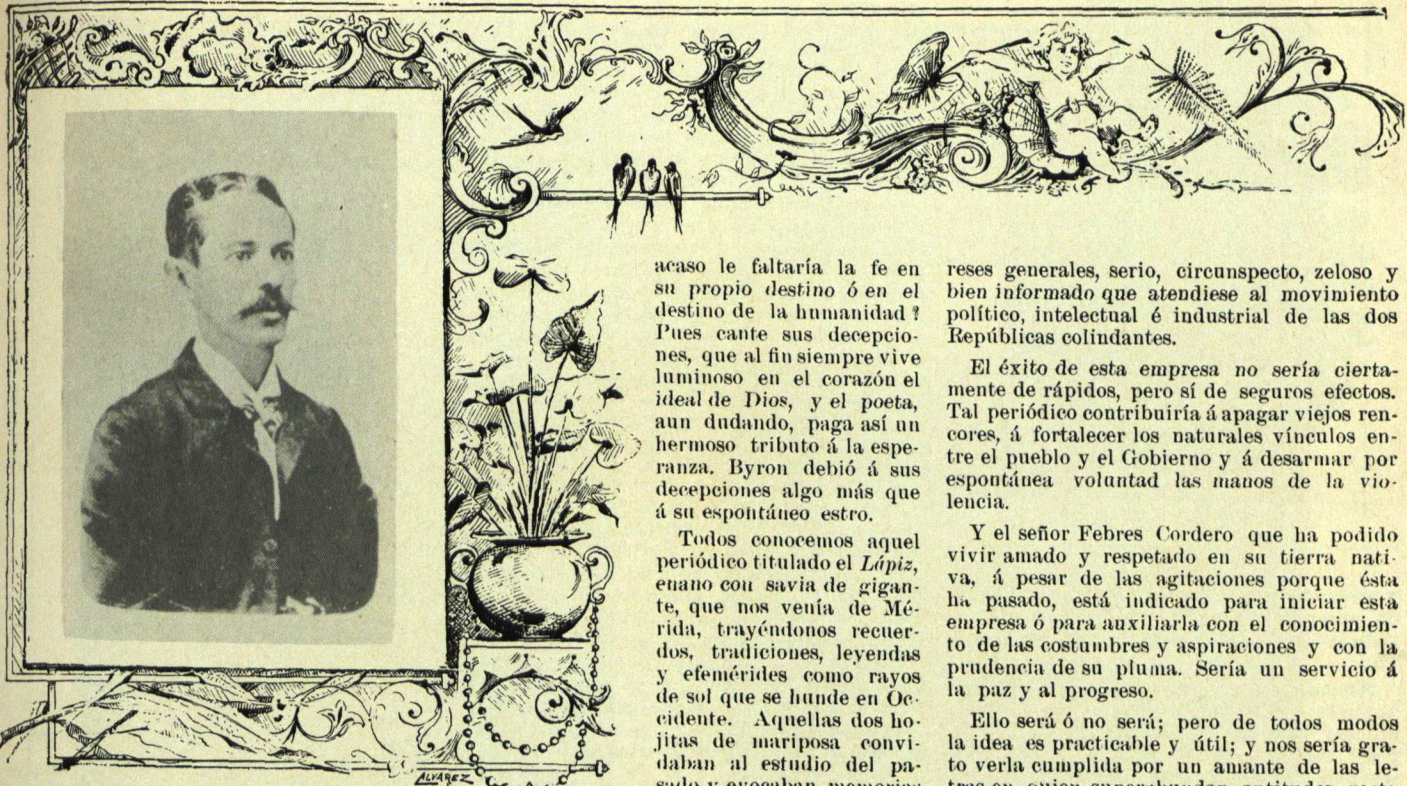 acaso le faltaría la fe en
su propio destino ó en el
destino de la humanidad?
Pues cante sus decepcio-
nes, que al fin siempre vive
luminoso en el corazón el
ideal de Dios, y el poeta,
aun dudando, paga así un
hermoso tributo á la espe-
ranza. Byron debió á sus
decepciones algo más que
á su espontáneo estro.
Todos conocemos aquel
periódico titulado el Lápiz,
enano con savia de gigan-
te, que nos venía de Mé-
rida, trayéndonos recuer-
dos, tradiciones, leyendas
y efemérides como rayos
de sol que se hunde en Oc-
cidente. Aquellas dos ho-
jitas de mariposa convi-
daban al estudio del pa-
sado y evocaban memorias
reses generales, serio, circunspecto, zeloso y
bien informado que atendiese al movimiento
político, intelectual é industrial de las dos
Repúblicas colindantes.
El éxito de esta empresa no sería cierta-
mente de rápidos, pero sí de seguros efectos.
Tal periódico contribuiría á apagar viejos ren-
cores, á fortalecer los naturales vínculos en-
tre el pueblo y el Gobierno y á desarmar por
espontánea voluntad las manos de la vio-
lencia.
Y el señor Febres Cordero que ha podido
vivir amado y respetado en su tierra nati-
va, á pesar de las agitaciones porque ésta
ha pasado, está indicado para iniciar esta
empresa ó para auxiliarla con el conocimien-
to de las costumbres y aspiraciones y con la
prudencia de su pluma. Sería un servicio á
la paz y al progreso.
Ello será ó no será; pero de todos modos
la idea es practicable y útil; y nos sería gra-
to verla cumplida por un amante de las le-
tras en quien superabundan aptitudes
ALVAREZ